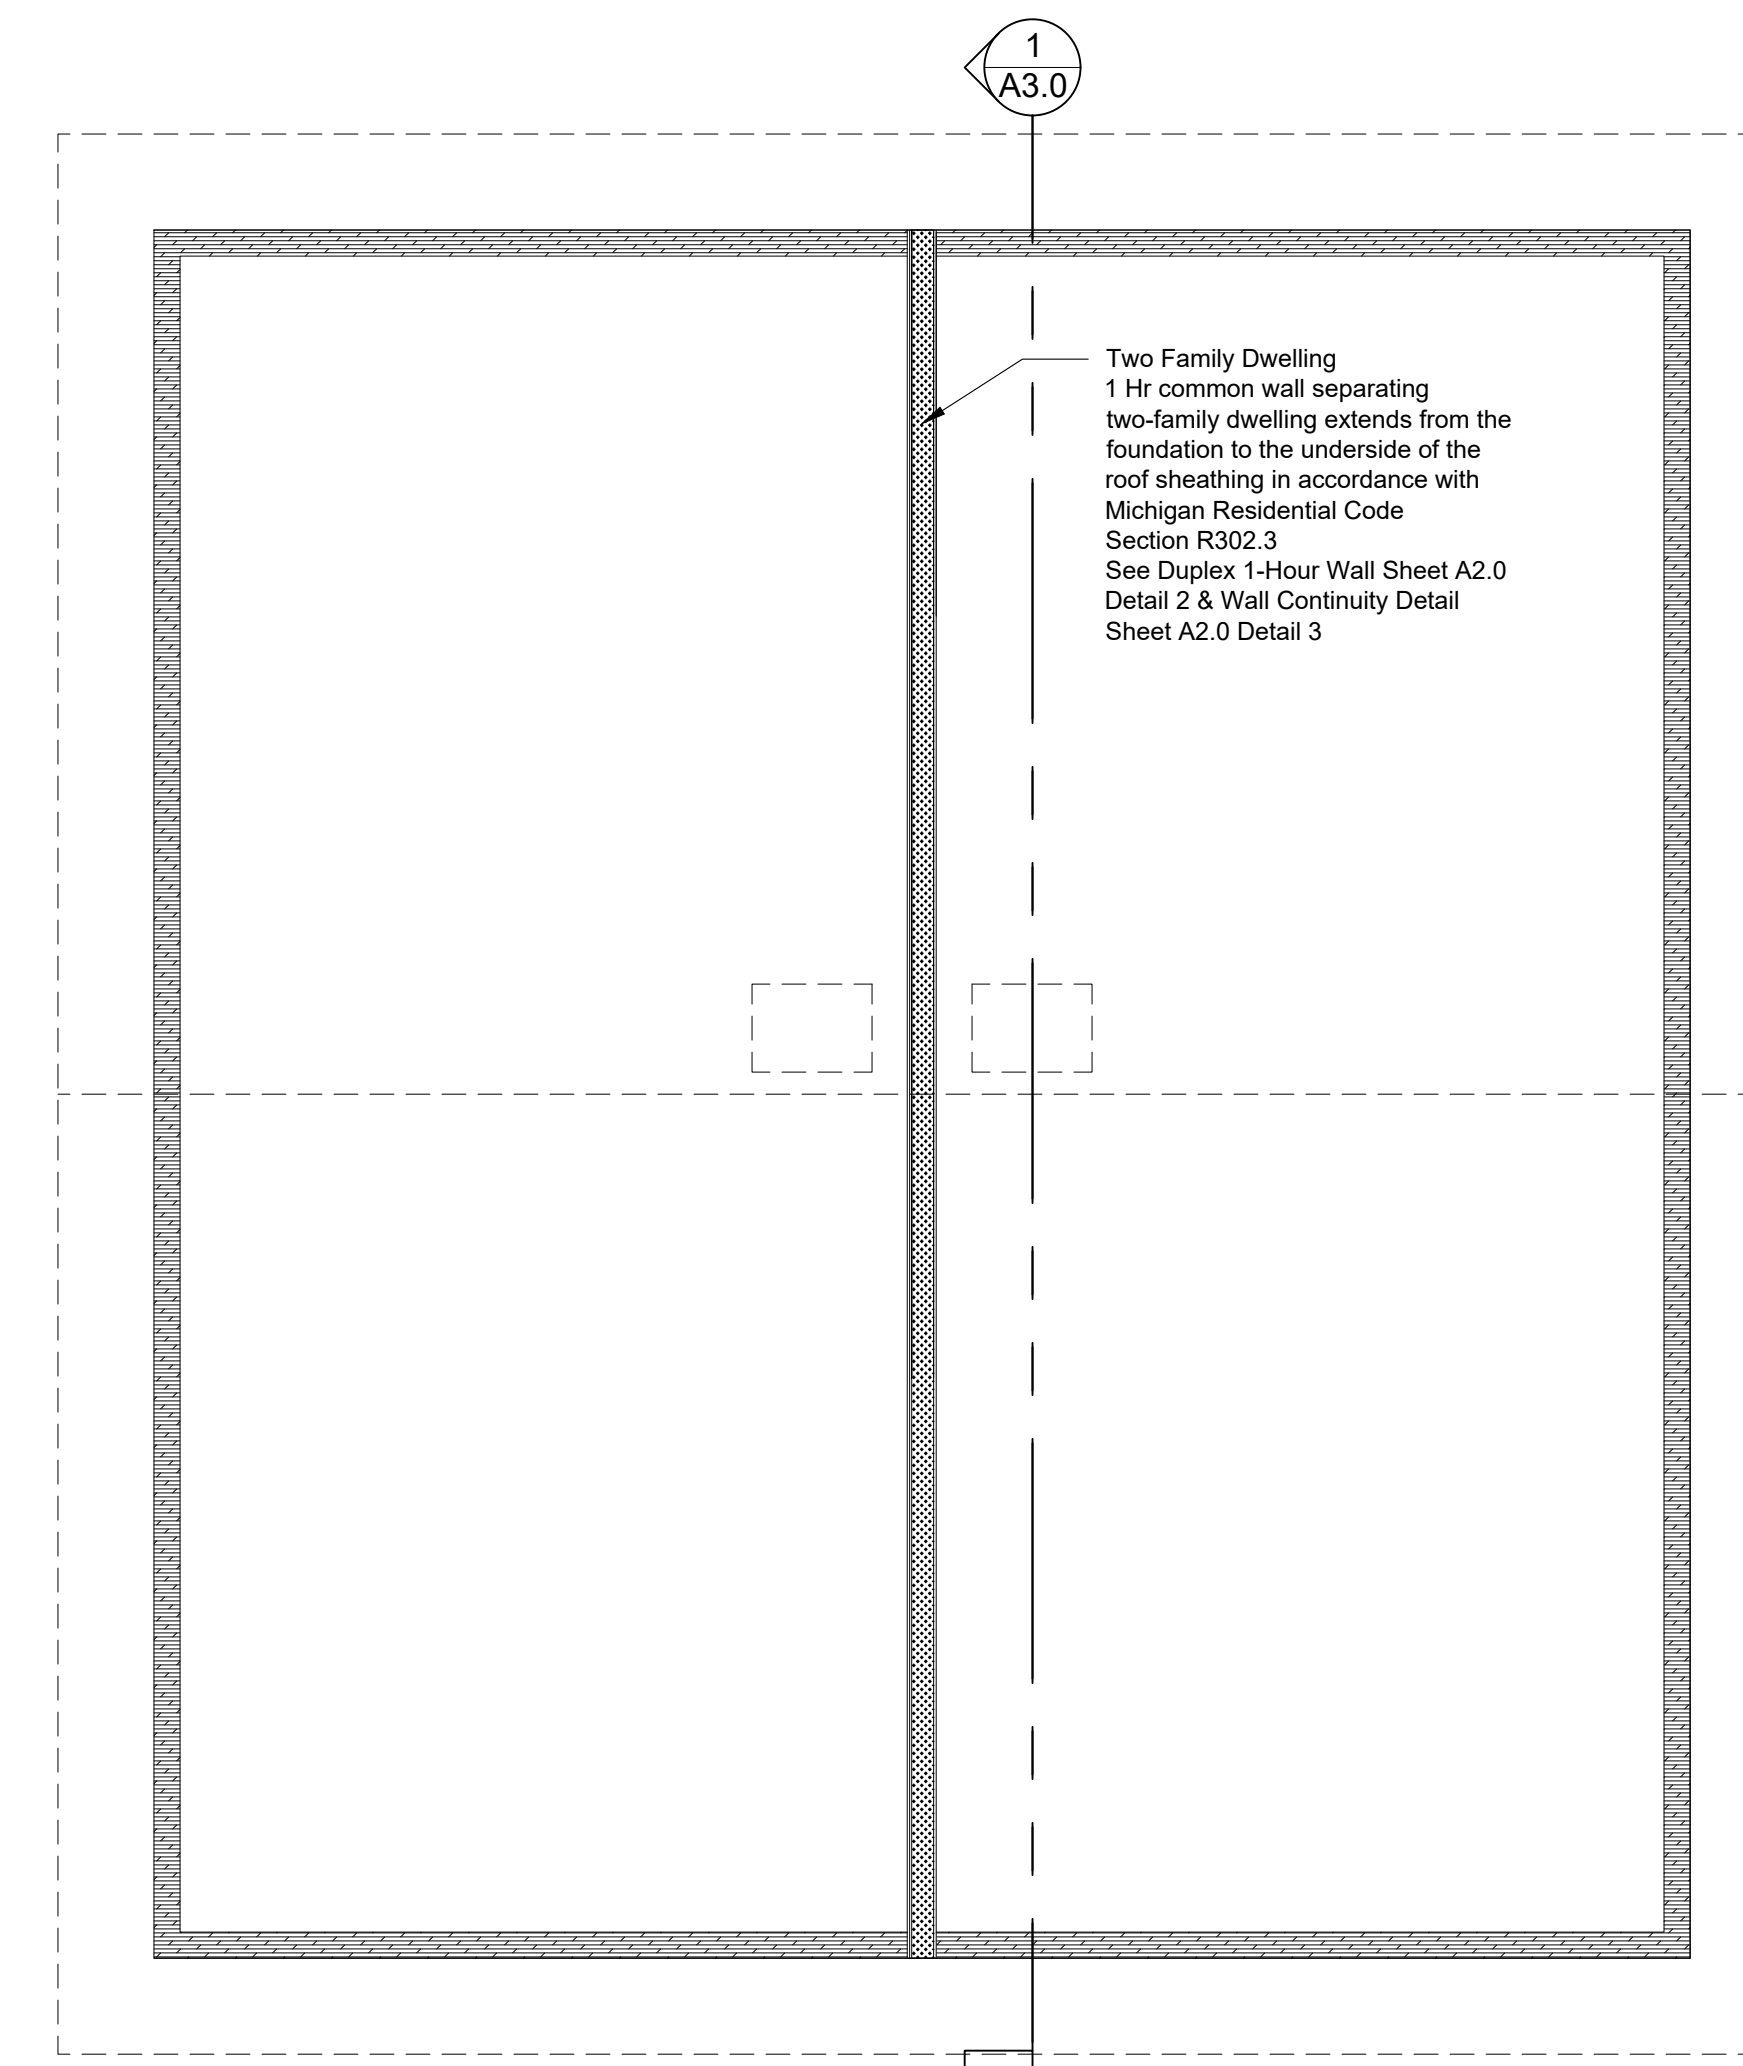 1
A3.0
Two Family Dwelling
1 Hr common wall separating
two-family dwelling extends from the
foundation to the underside of the
roof sheathing in accordance with
Michigan Residential Code
Section R302.3
See Duplex 1-Hour Wall Sheet A2.0
Detail 2 & Wall Continuity Detail
Sheet A2.0 Detail 3